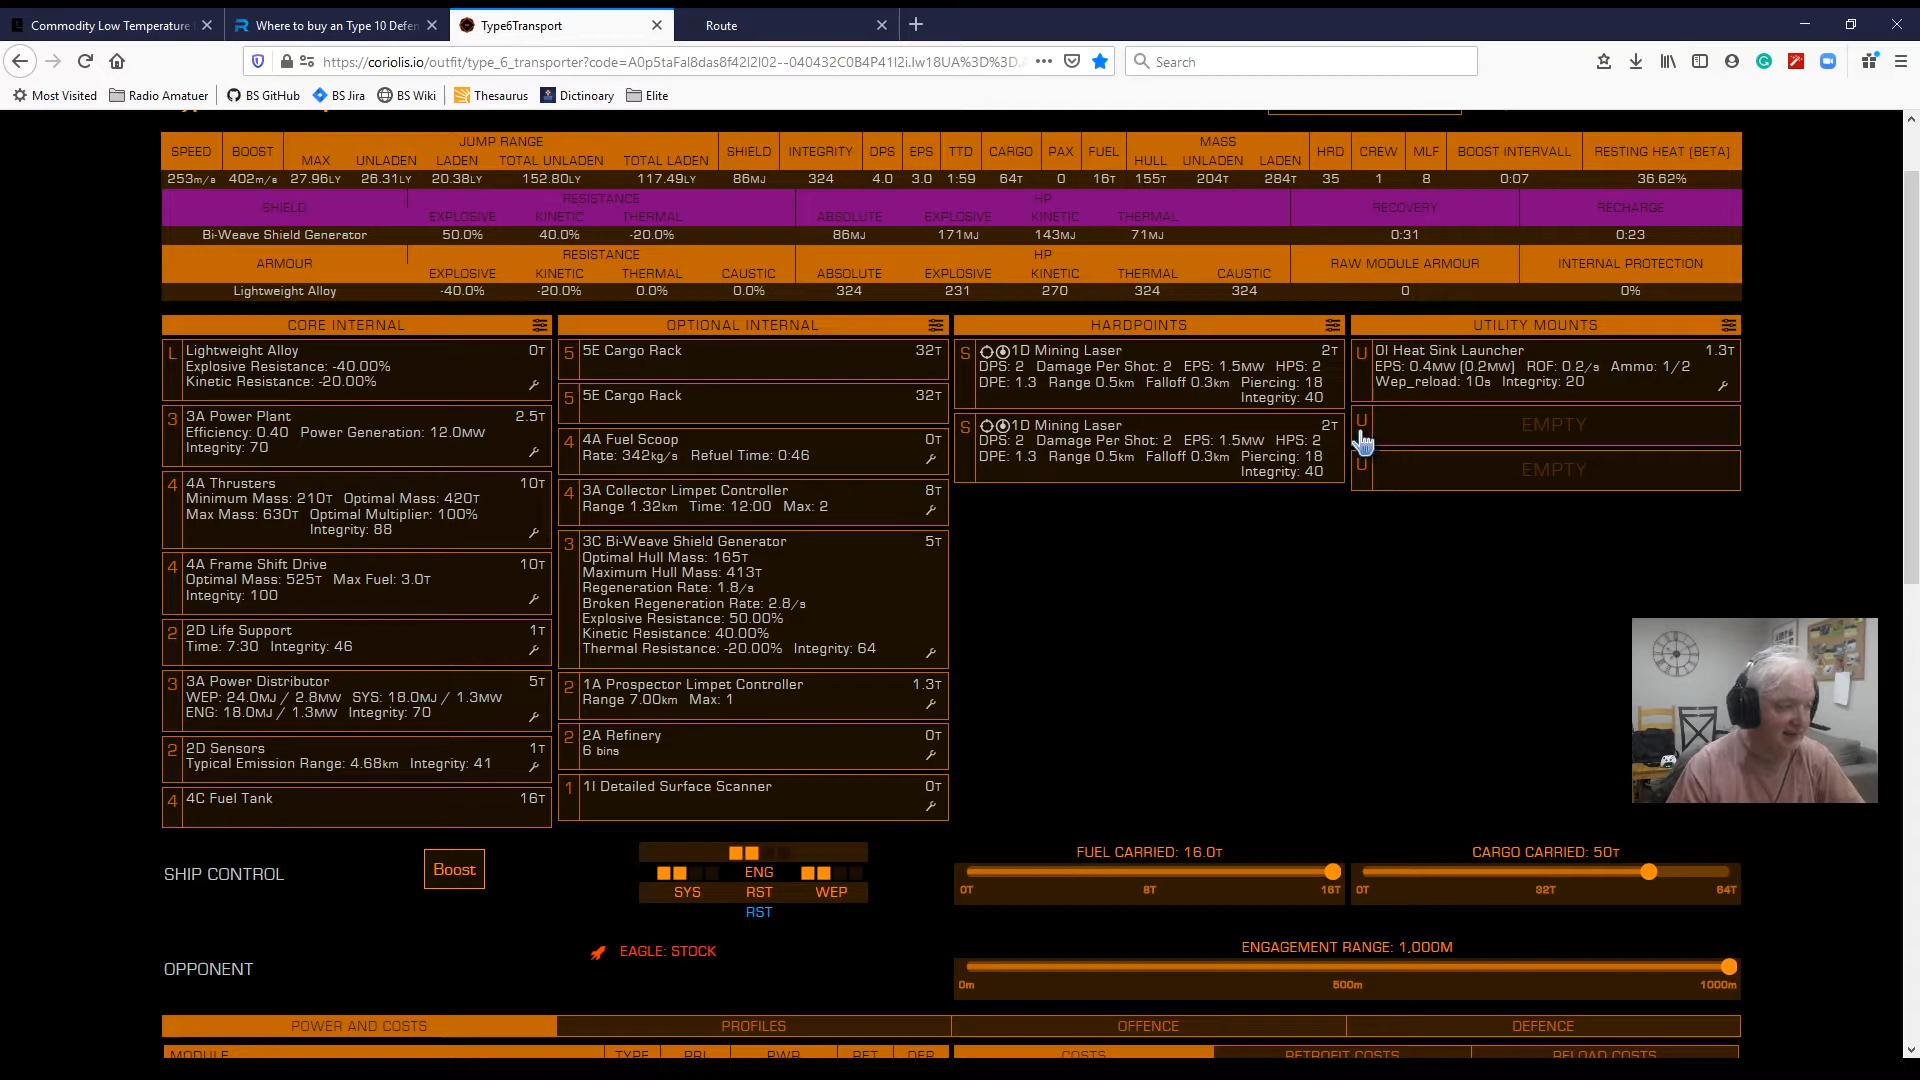 Commodity Low Temperature
Where to buy an Type 10 Defen
Type6Transport
Route
https://coriolis.io/outfit/type_6_transporter?code=A0p5taFal8das8f42l2l02--040432C0B4P41l2i.Iw18UA%3D%3D.
Search
Most Visited
Radio Amatuer
BS GitHub
BS Jira
BS Wiki
Thesaurus
Dictinoary
Elite
SPEED BOOST JUMP RANGE SHIELD INTEGRITY DPS EPS TTD CARGO PAX FUEL MASS HRD CREW MLF BOOST INTERVALL RESTING HEAT (BETA)
MAX UNLADEN LADEN TOTAL UNLADEN TOTAL LADEN HULL UNLADEN LADEN
253m/s 402m/s 27.96LY 26.31LY 20.38LY 152.80LY 117.49LY 86MJ 324 4.0 3.0 1:59 64T 0 16T 155T 204T 284T 35 1 8 0:07 36.62%
SHIELD RESISTANCE HP RECOVERY RECHARGE
EXPLOSIVE KINETIC THERMAL ABSOLUTE EXPLOSIVE KINETIC THERMAL
Bi-Weave Shield Generator 50.0% 40.0% -20.0% 86MJ 171MJ 143MJ 71MJ 0:31 0:23
ARMOUR RESISTANCE HP RAW MODULE ARMOUR INTERNAL PROTECTION
EXPLOSIVE KINETIC THERMAL CAUSTIC ABSOLUTE EXPLOSIVE KINETIC THERMAL CAUSTIC
Lightweight Alloy -40.0% -20.0% 0.0% 0.0% 324 231 270 324 324 0 0%
CORE INTERNAL
L Lightweight Alloy 0T
Explosive Resistance: -40.00%
Kinetic Resistance: -20.00%
3 3A Power Plant 2.5T
Efficiency: 0.40 Power Generation: 12.0MW
Integrity: 70
4 4A Thrusters 10T
Minimum Mass: 210T Optimal Mass: 420T
Max Mass: 630T Optimal Multiplier: 100%
Integrity: 88
4 4A Frame Shift Drive 10T
Optimal Mass: 525T Max Fuel: 3.0T
Integrity: 100
2 2D Life Support 1T
Time: 7:30 Integrity: 46
3 3A Power Distributor 5T
WEP: 24.0MJ / 2.8MW SYS: 18.0MJ / 1.3MW
ENG: 18.0MJ / 1.3MW Integrity: 70
2 2D Sensors 1T
Typical Emission Range: 4.68km Integrity: 41
4 4C Fuel Tank 16T
OPTIONAL INTERNAL
5 5E Cargo Rack 32T
5 5E Cargo Rack 32T
4 4A Fuel Scoop 0T
Rate: 342kg/s Refuel Time: 0:46
4 3A Collector Limpet Controller 8T
Range 1.32km Time: 12:00 Max: 2
3 3C Bi-Weave Shield Generator 5T
Optimal Hull Mass: 165T
Maximum Hull Mass: 413T
Regeneration Rate: 1.8/s
Broken Regeneration Rate: 2.8/s
Explosive Resistance: 50.00%
Kinetic Resistance: 40.00%
Thermal Resistance: -20.00% Integrity: 64
2 1A Prospector Limpet Controller 1.3T
Range 7.00km Max: 1
2 2A Refinery 0T
6 bins
1 1I Detailed Surface Scanner 0T
HARDPOINTS
S 1D Mining Laser 2T
DPS: 2 Damage Per Shot: 2 EPS: 1.5MW HPS: 2
DPE: 1.3 Range 0.5km Falloff 0.3km Piercing: 18
Integrity: 40
S 1D Mining Laser 2T
DPS: 2 Damage Per Shot: 2 EPS: 1.5MW HPS: 2
DPE: 1.3 Range 0.5km Falloff 0.3km Piercing: 18
Integrity: 40
UTILITY MOUNTS
U 0I Heat Sink Launcher 1.3T
EPS: 0.4MW [0.2MW] ROF: 0.2/s Ammo: 1/2
Wep_reload: 10s Integrity: 20
U EMPTY
U EMPTY
SHIP CONTROL
Boost
ENG
SYS RST WEP
RST
FUEL CARRIED: 16.0T
0T 8T 16T
CARGO CARRIED: 50T
0T 32T 64T
OPPONENT
EAGLE: STOCK
ENGAGEMENT RANGE: 1,000M
0m 500m 1000m
POWER AND COSTS PROFILES OFFENCE DEFENCE
MODULE TYPE PRI PWR RET DEP COSTS RETROFIT COSTS RELOAD COSTS